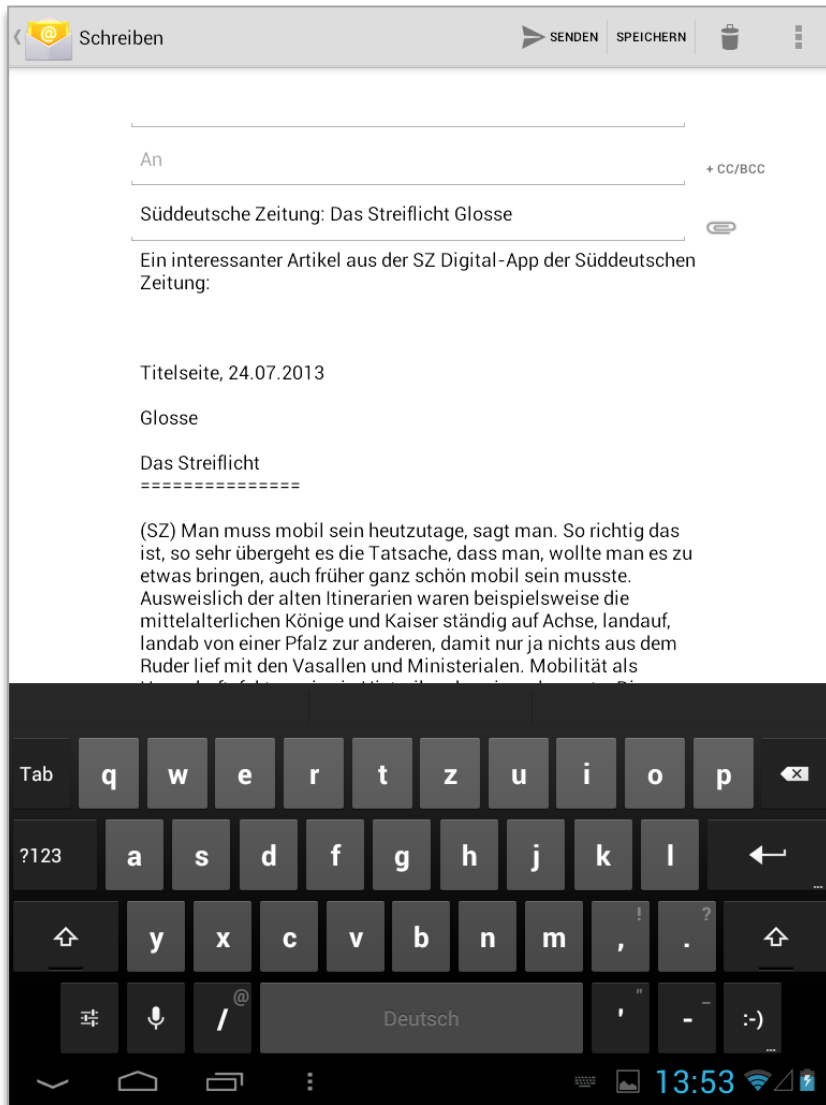 Schreiben
SENDEN
SPEICHERN
An
+ CC/BCC
Süddeutsche Zeitung: Das Streiflicht Glosse
Ein interessanter Artikel aus der SZ Digital-App der Süddeutschen
Zeitung:
Titelseite, 24.07.2013
Glosse
Das Streiflicht
===============
(SZ) Man muss mobil sein heutzutage, sagt man. So richtig das
ist, so sehr übergeht es die Tatsache, dass man, wollte man es zu
etwas bringen, auch früher ganz schön mobil sein musste.
Ausweislich der alten Itinerarien waren beispielsweise die
mittelalterlichen Könige und Kaiser ständig auf Achse, landauf,
landab von einer Pfalz zur anderen, damit nur ja nichts aus dem
Ruder lief mit den Vasallen und Ministerialen. Mobilität als
Tab q w e r t z u i o p
?123 a s d f g h j k l
...
y x c v b n m , ! . ?
/ @ Deutsch ' " - _ :-)
...
13:53